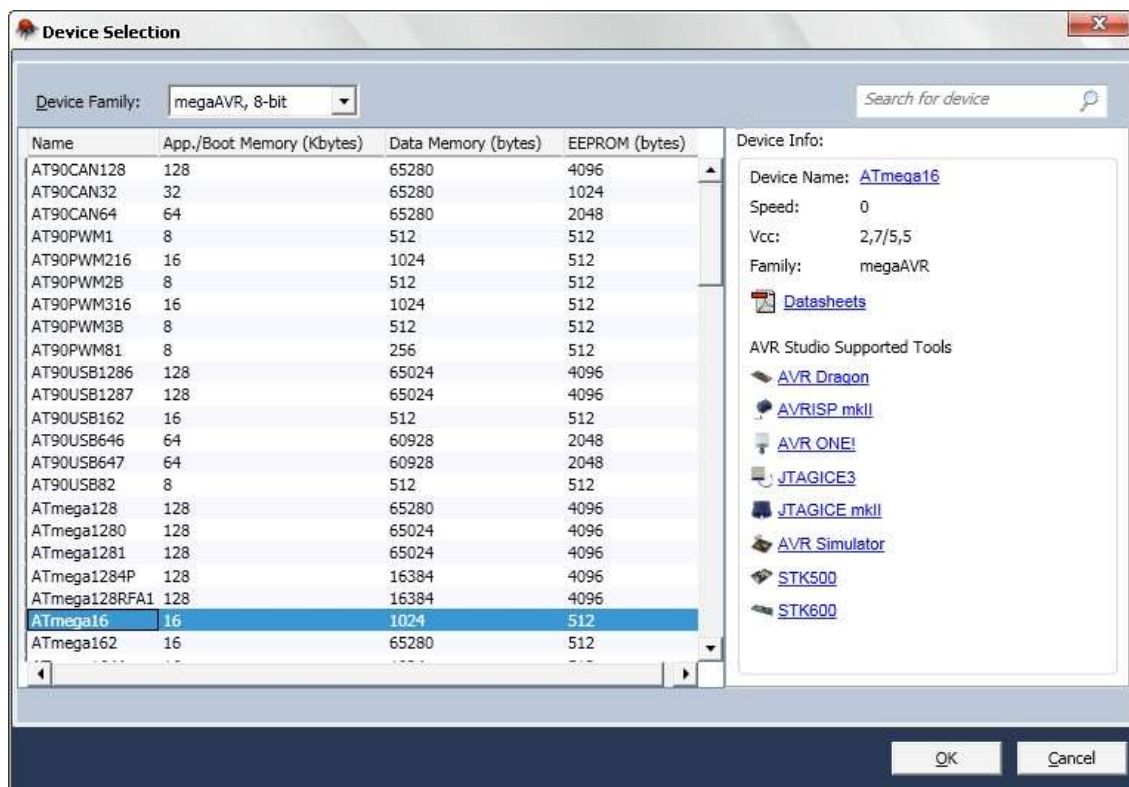 Device Selection
Device Family: megaAVR, 8-bit
Search for device
Name App./Boot Memory (Kbytes) Data Memory (bytes) EEPROM (bytes)
AT90CAN128 128 65280 4096
AT90CAN32 32 65280 1024
AT90CAN64 64 65280 2048
AT90PWM1 8 512 512
AT90PWM216 16 1024 512
AT90PWM2B 8 512 512
AT90PWM316 16 1024 512
AT90PWM3B 8 512 512
AT90PWM81 8 256 512
AT90USB1286 128 65024 4096
AT90USB1287 128 65024 4096
AT90USB162 16 512 512
AT90USB646 64 60928 2048
AT90USB647 64 60928 2048
AT90USB82 8 512 512
ATmega128 128 65280 4096
ATmega1280 128 65024 4096
ATmega1281 128 65024 4096
ATmega1284P 128 16384 4096
ATmega128RFA1 128 16384 4096
ATmega16 16 1024 512
ATmega162 16 65280 512
Device Info:
Device Name: ATmega16
Speed: 0
Vcc: 2,7/5,5
Family: megaAVR
Datasheets
AVR Studio Supported Tools
AVR Dragon
AVRISP mkII
AVR ONE!
JTAGICE3
JTAGICE mkII
AVR Simulator
STK500
STK600
OK
Cancel